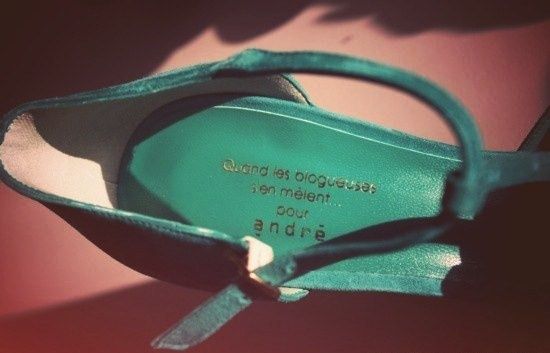 Quand les blogueuses
s'en mêlent...
pour
andré